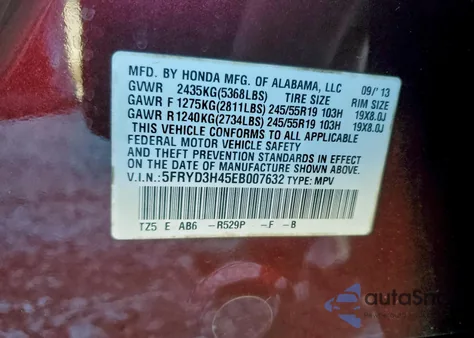 MFD. BY HONDA MFG. OF ALABAMA, LLC 09/'13
GVWR 2435KG(5368LBS) TIRE SIZE RIM SIZE
GAWR F 1275KG(2811LBS) 245/55R19 103H 19X8.0J
GAWR R 1240KG(2734LBS) 245/55R19 103H 19X8.0J
THIS VEHICLE CONFORMS TO ALL APPLICABLE
FEDERAL MOTOR VEHICLE SAFETY, BUMPER, AND
THEFT PREVENTION STANDARDS IN EFFECT ON THE
DATE OF MANUFACTURE SHOWN ABOVE.
V.I.N.:5FRYD3H45EB007632 TYPE: MPV
TZ5 E AB6 -R529P -F -B